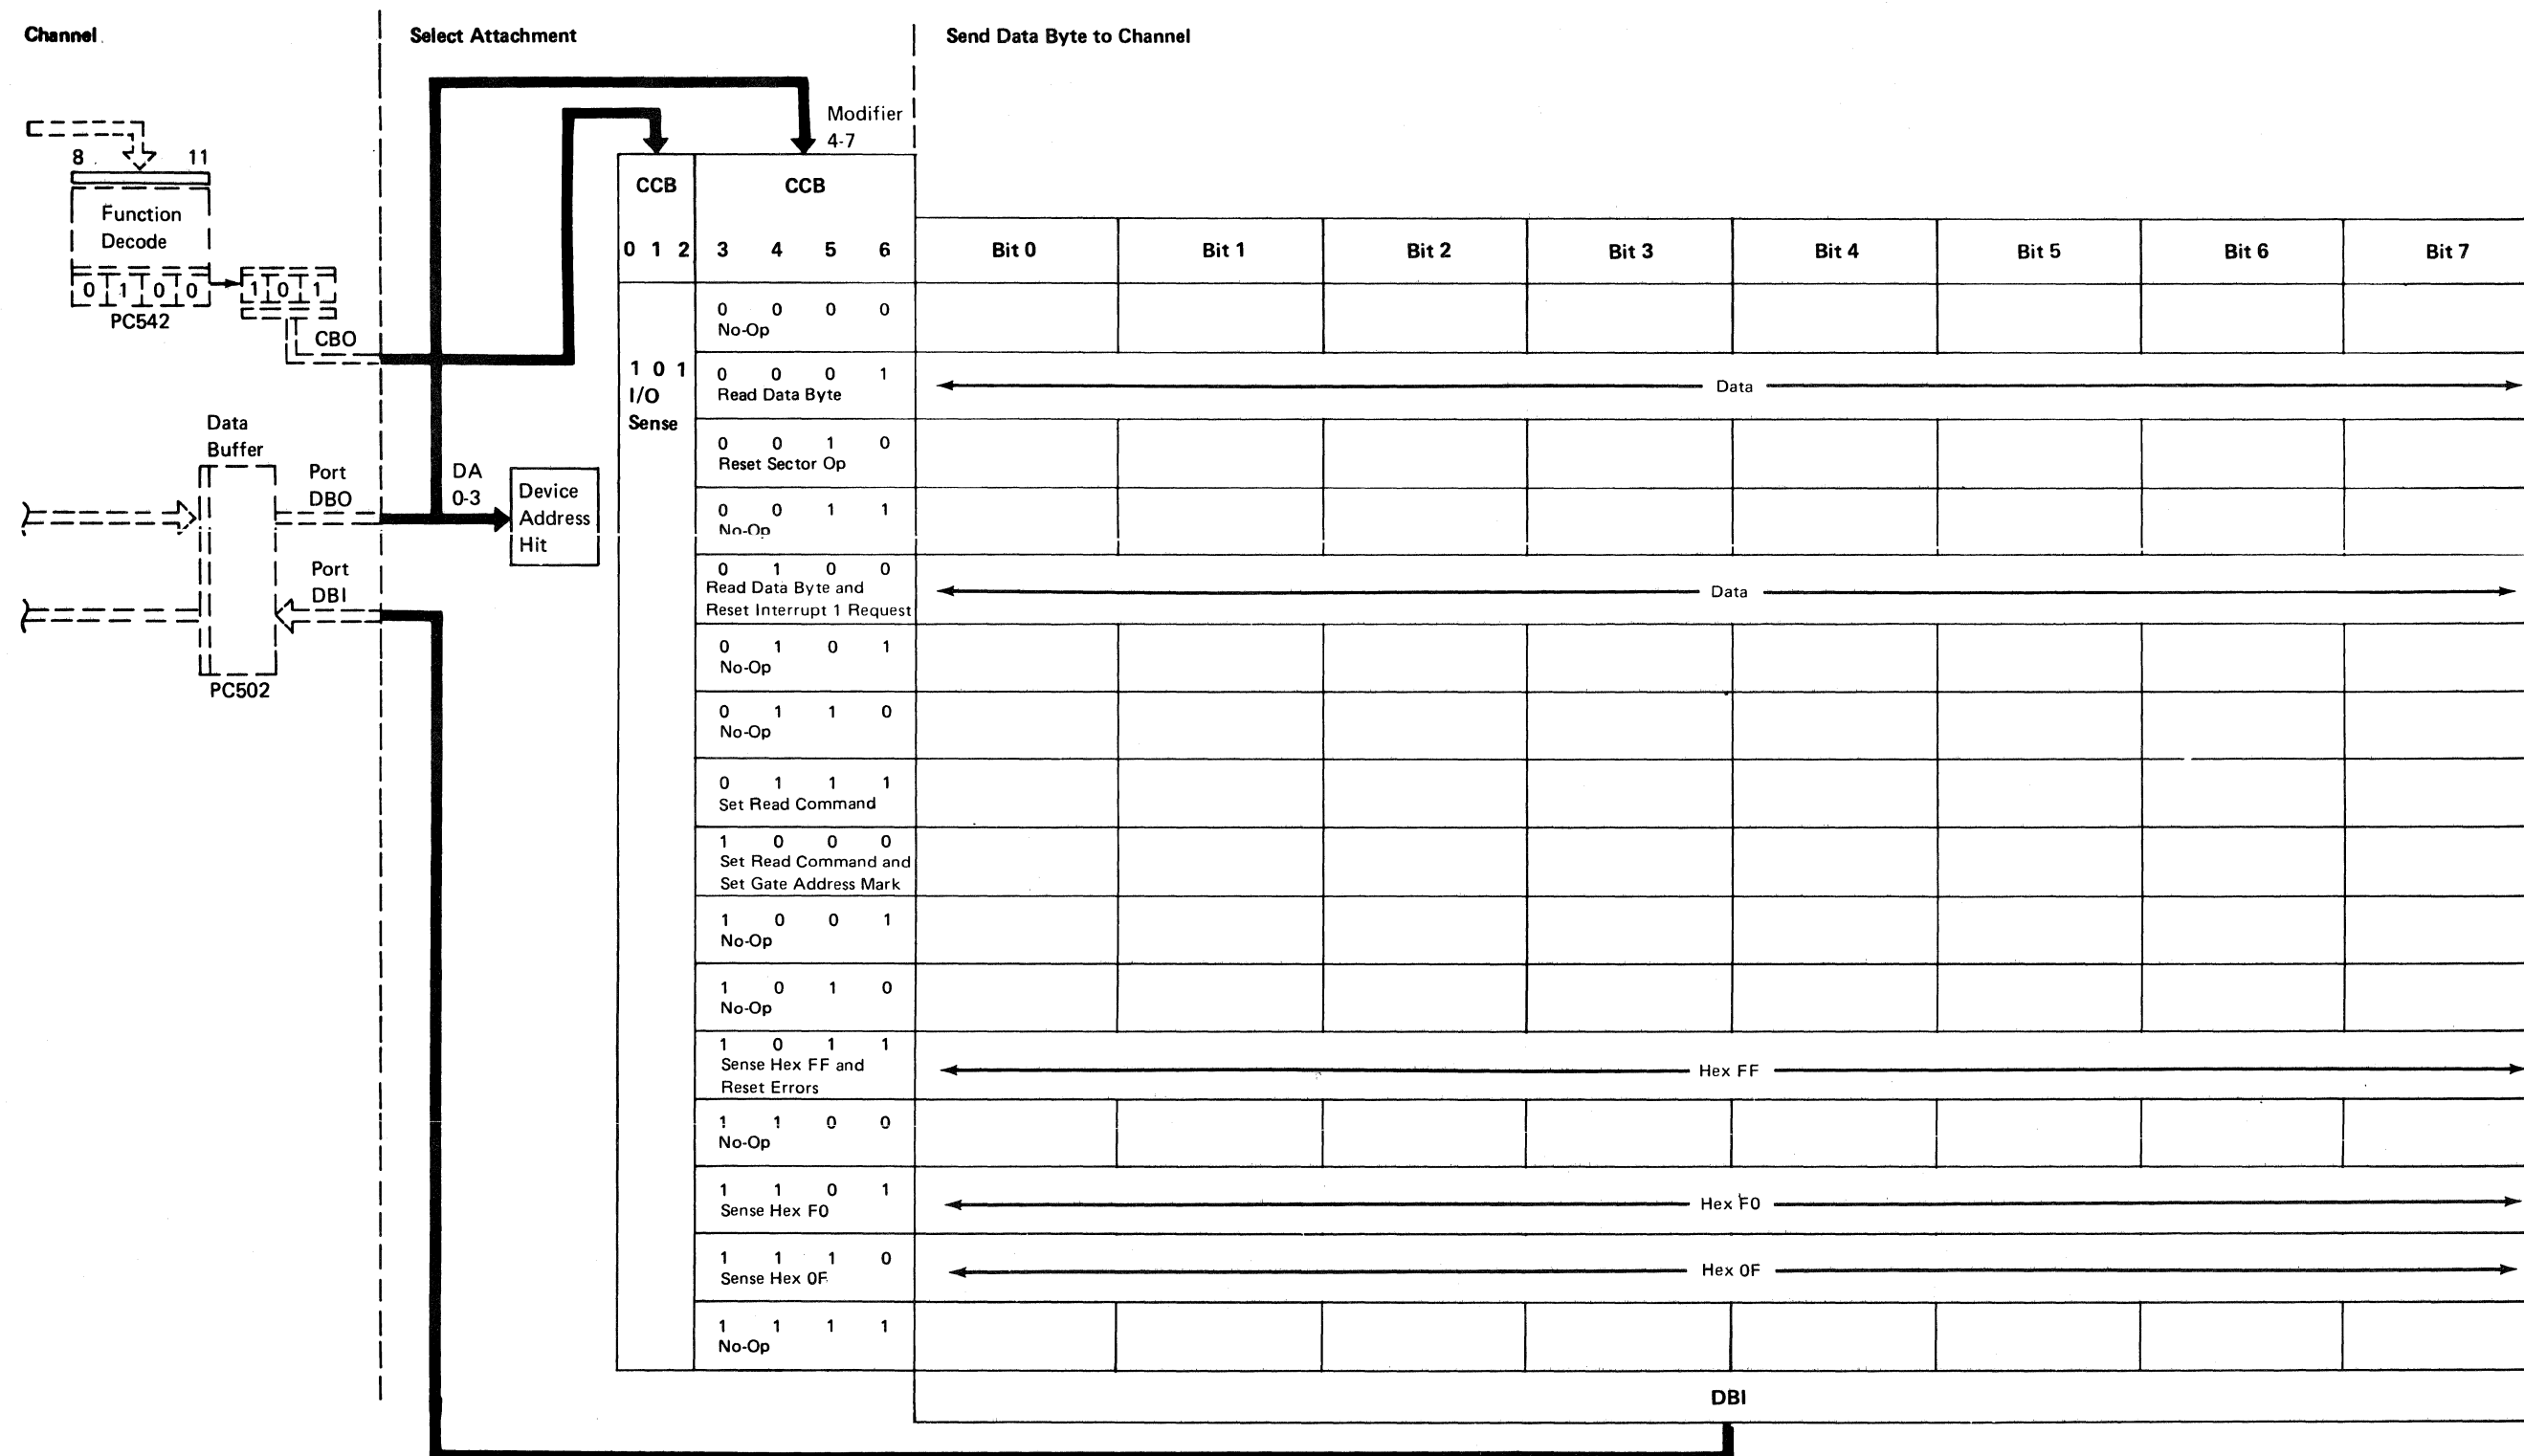 Channel
Select Attachment
Send Data Byte to Channel
Modifier
4-7
8 11
Function
Decode
0 1 0 0
PC542
1 0 1
CBO
Data
Buffer
Port
DBO
Port
DBI
PC502
DA
0-3
Device
Address
Hit
CCB CCB
0 1 2 3 4 5 6 Bit 0 Bit 1 Bit 2 Bit 3 Bit 4 Bit 5 Bit 6 Bit 7
1 0 1
I/O
Sense
0 0 0 0
No-Op
0 0 0 1
Read Data Byte
Data
0 0 1 0
Reset Sector Op
0 0 1 1
No-Op
0 1 0 0
Read Data Byte and
Reset Interrupt 1 Request
Data
0 1 0 1
No-Op
0 1 1 0
No-Op
0 1 1 1
Set Read Command
1 0 0 0
Set Read Command and
Set Gate Address Mark
1 0 0 1
No-Op
1 0 1 0
No-Op
1 0 1 1
Sense Hex FF and
Reset Errors
Hex FF
1 1 0 0
No-Op
1 1 0 1
Sense Hex F0
Hex F0
1 1 1 0
Sense Hex 0F
Hex 0F
1 1 1 1
No-Op
DBI